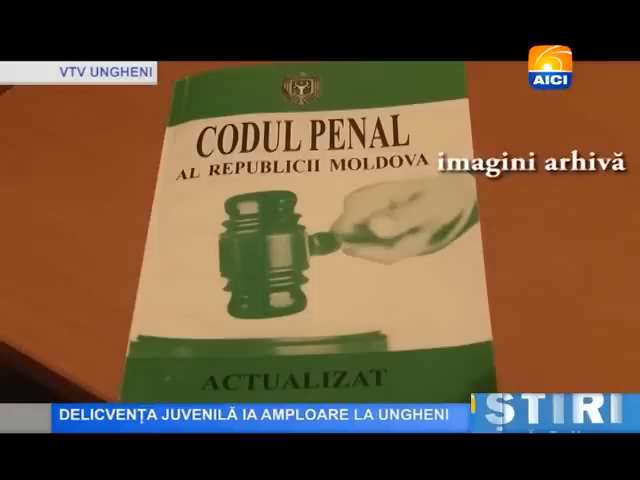 VTV UNGHENI
AICI
CODUL PENAL
AL REPUBLICII MOLDOVA
imagini arhivă
ACTUALIZAT
DELICVENȚA JUVENILĂ IA AMPLOARE LA UNGHENI
ȘTIRI